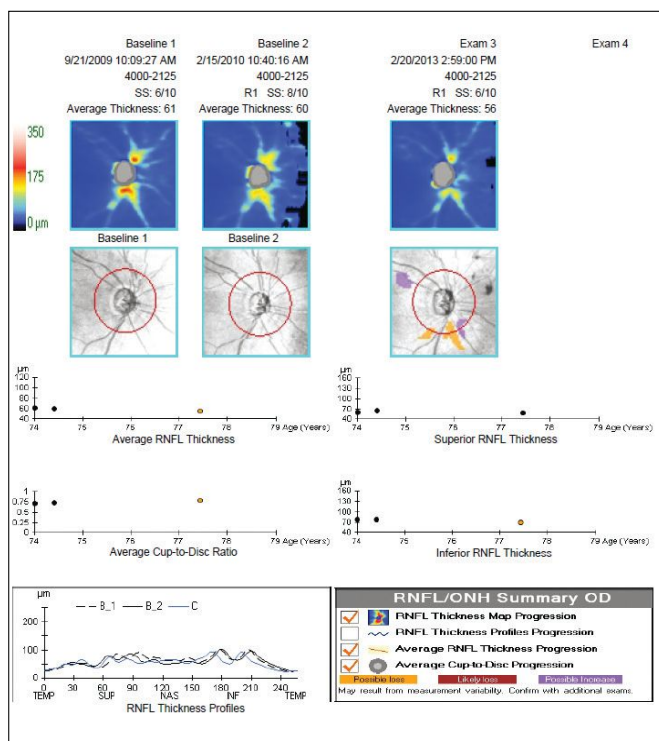 Baseline 1
9/21/2009 10:09:27 AM
4000-2125
SS: 6/10
Average Thickness: 61
Baseline 2
2/15/2010 10:40:16 AM
4000-2125
R1 SS: 8/10
Average Thickness: 60
Exam 3
2/20/2013 2:59:00 PM
4000-2125
R1 SS: 6/10
Average Thickness: 56
Exam 4
350
175
0 µm
Baseline 1
Baseline 2
µm
120
100
80
60
40
74 75 76 77 78 79 Age (Years)
Average RNFL Thickness
µm
160
130
100
70
40
74 75 76 77 78 79 Age (Years)
Superior RNFL Thickness
1
0.75
0.5
0.25
0
74 75 76 77 78 79 Age (Years)
Average Cup-to-Disc Ratio
µm
160
130
100
70
40
74 75 76 77 78 79 Age (Years)
Inferior RNFL Thickness
µm
B_1 B_2 C
200
100
0
0 30 60 90 120 150 180 210 240
TEMP SUP NAS INF TEMP
RNFL Thickness Profiles
RNFL/ONH Summary OD
RNFL Thickness Map Progression
RNFL Thickness Profiles Progression
Average RNFL Thickness Progression
Average Cup-to-Disc Progression
Possible loss Likely loss Possible Increase
May result from measurement variability. Confirm with additional exams.